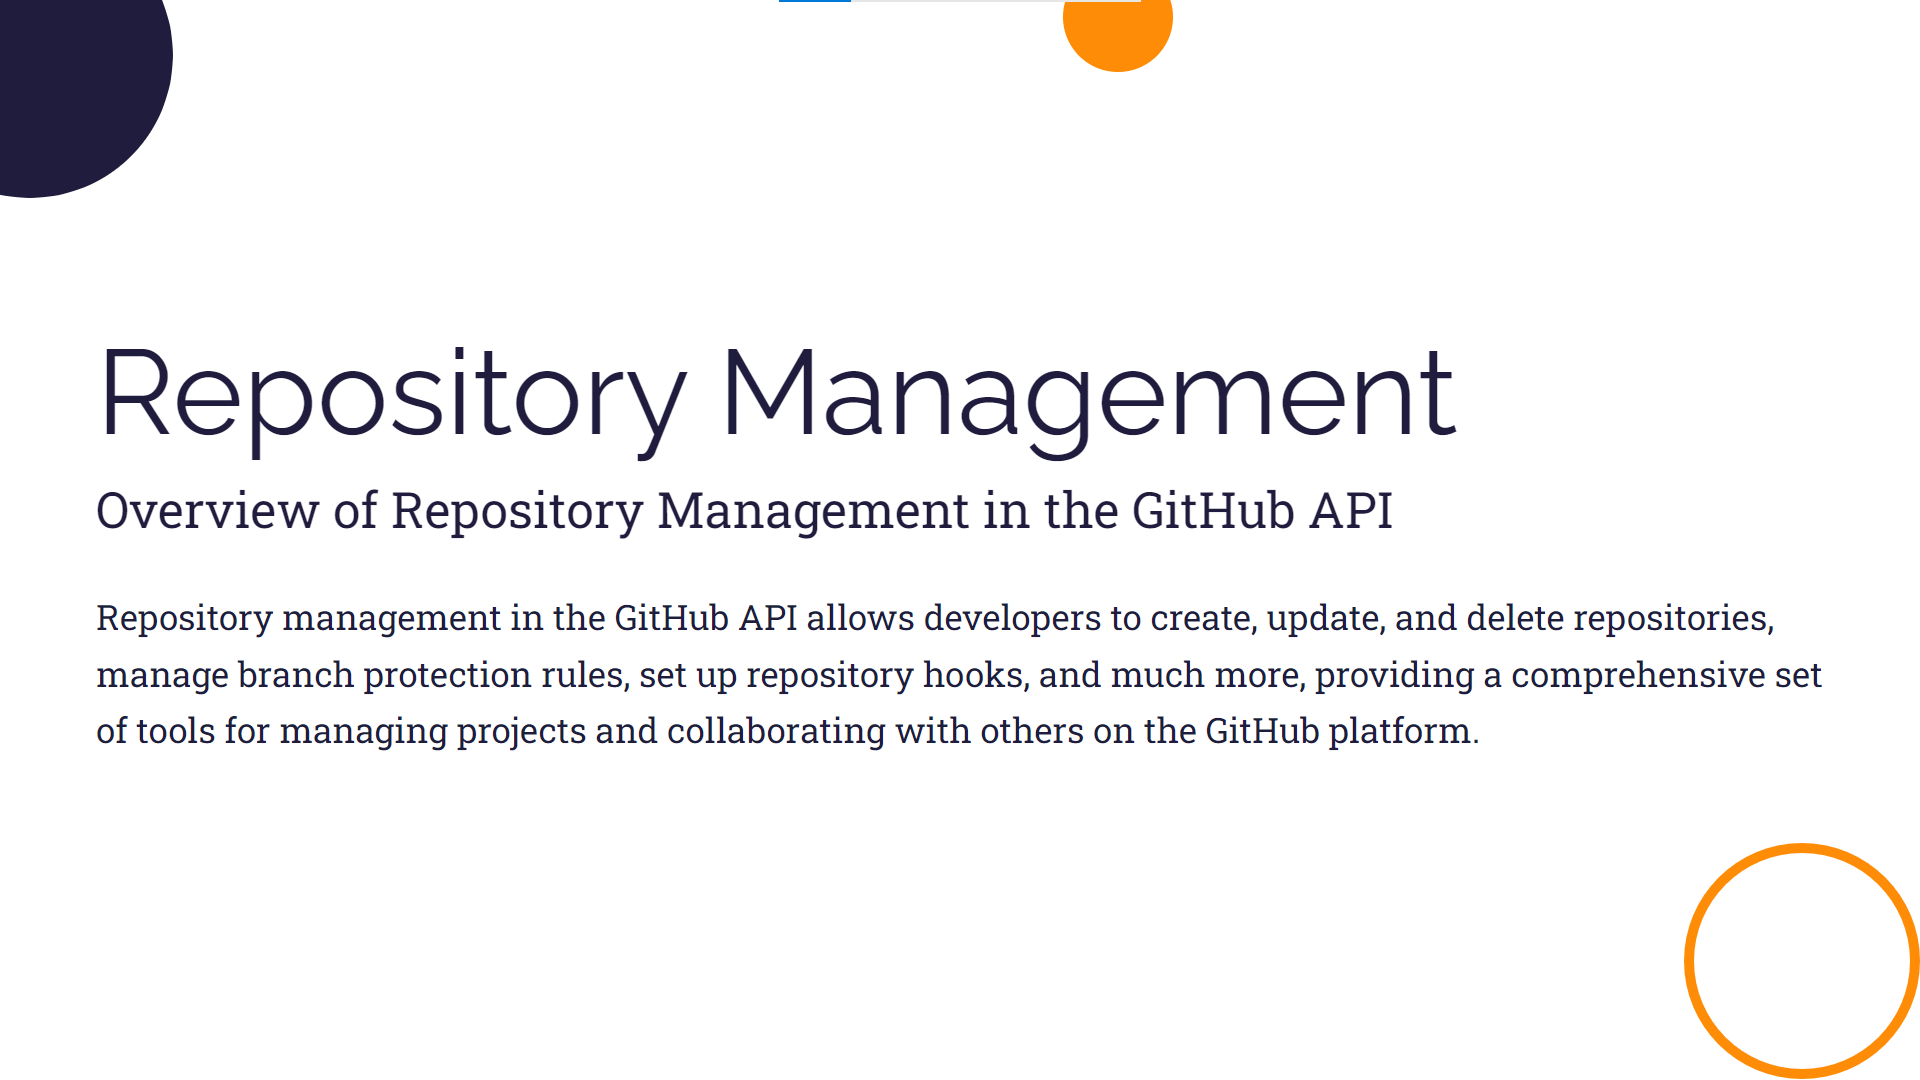 Repository Management
Overview of Repository Management in the GitHub API
Repository management in the GitHub API allows developers to create, update, and delete repositories,
manage branch protection rules, set up repository hooks, and much more, providing a comprehensive set
of tools for managing projects and collaborating with others on the GitHub platform.